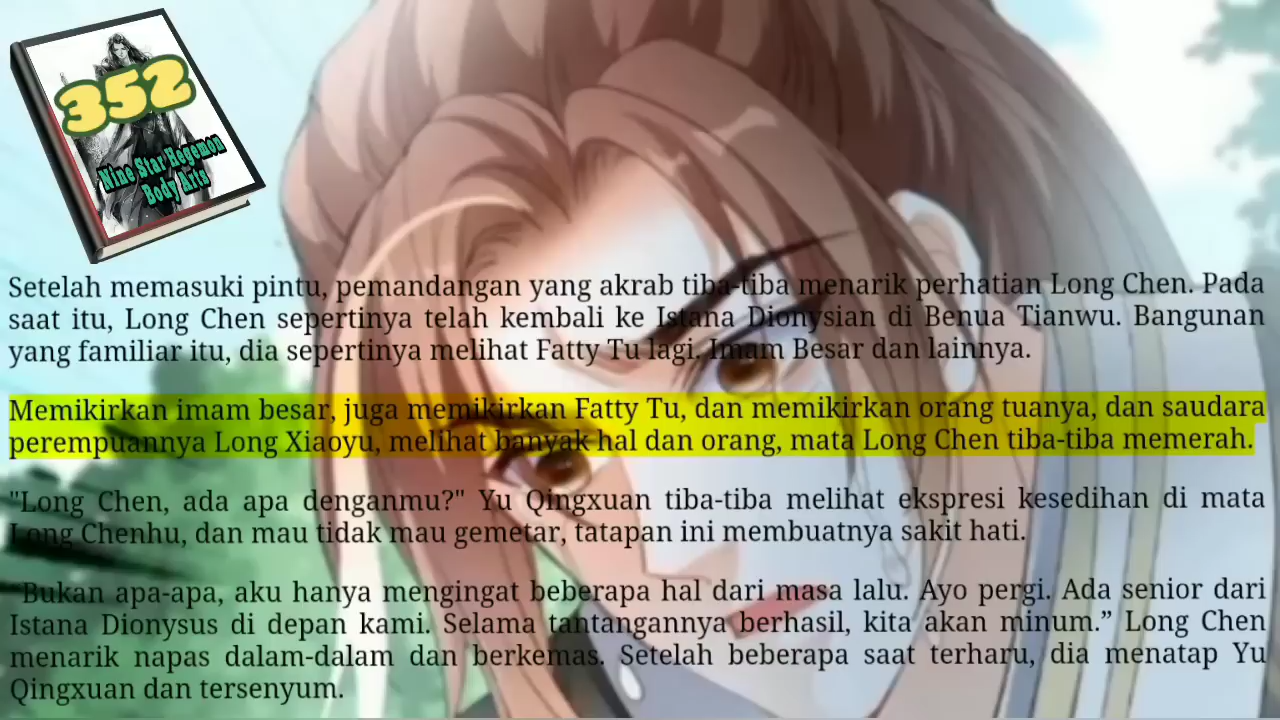 352
Nine Star Hegemon
Body Arts
Setelah memasuki pintu, pemandangan yang akrab tiba-tiba menarik perhatian Long Chen. Pada
saat itu, Long Chen sepertinya telah kembali ke Istana Dionysian di Benua Tianwu. Bangunan
yang familiar itu, dia sepertinya melihat Fatty Tu lagi. Imam Besar dan lainnya.
Memikirkan imam besar, juga memikirkan Fatty Tu, dan memikirkan orang tuanya, dan saudara
perempuannya Long Xiaoyu, melihat banyak hal dan orang, mata Long Chen tiba-tiba memerah.
"Long Chen, ada apa denganmu?" Yu Qingxuan tiba-tiba melihat ekspresi kesedihan di mata
Long Chenhu, dan mau tidak mau gemetar, tatapan ini membuatnya sakit hati.
"Bukan apa-apa, aku hanya mengingat beberapa hal dari masa lalu. Ayo pergi. Ada senior dari
Istana Dionysus di depan kami. Selama tantangannya berhasil, kita akan minum.” Long Chen
menarik napas dalam-dalam dan berkemas. Setelah beberapa saat terharu, dia menatap Yu
Qingxuan dan tersenyum.